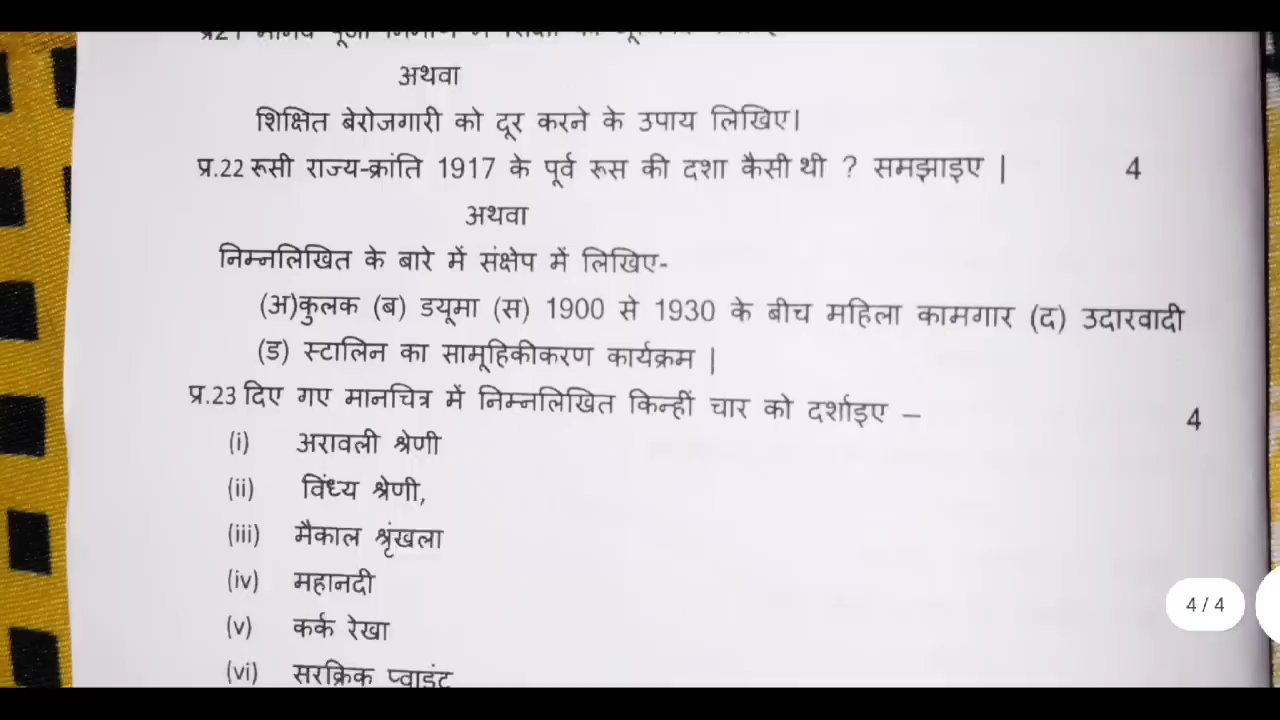 अथवा
शिक्षित बेरोजगारी को दूर करने के उपाय लिखिए।
प्र.22 रूसी राज्य-क्रांति 1917 के पूर्व रूस की दशा कैसी थी ? समझाइए | 4
अथवा
निम्नलिखित के बारे में संक्षेप में लिखिए-
(अ)कुलक (ब) डयूमा (स) 1900 से 1930 के बीच महिला कामगार (द) उदारवादी
(ड) स्टालिन का सामूहिकीकरण कार्यक्रम |
प्र.23 दिए गए मानचित्र में निम्नलिखित किन्हीं चार को दर्शाइए – 4
(i) अरावली श्रेणी
(ii) विंध्य श्रेणी,
(iii) मैकाल श्रृंखला
(iv) महानदी
(v) कर्क रेखा
(vi) सरक्रिक प्वाइंट
4 / 4